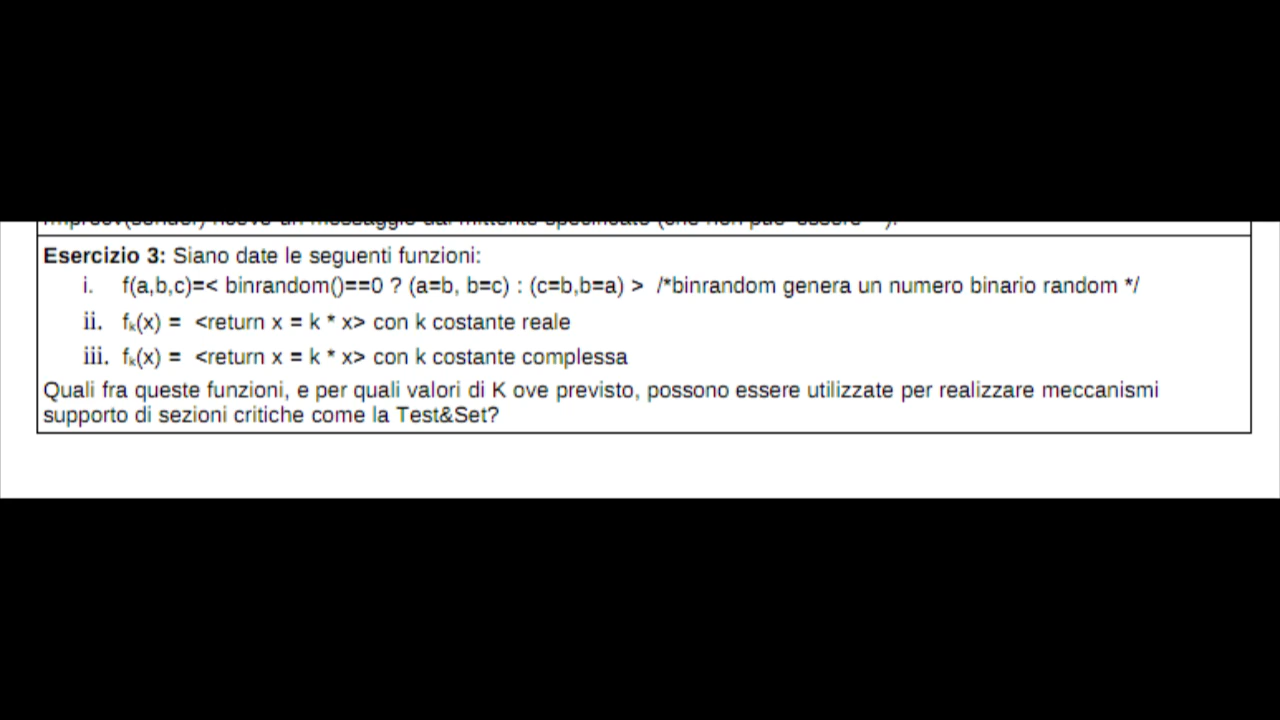 Esercizio 3: Siano date le seguenti funzioni:
i. f(a,b,c)=< binrandom()==0 ? (a=b, b=c) : (c=b,b=a) > /*binrandom genera un numero binario random */
ii. fₖ(x) = <return x = k * x> con k costante reale
iii. fₖ(x) = <return x = k * x> con k costante complessa
Quali fra queste funzioni, e per quali valori di K ove previsto, possono essere utilizzate per realizzare meccanismi
supporto di sezioni critiche come la Test&Set?